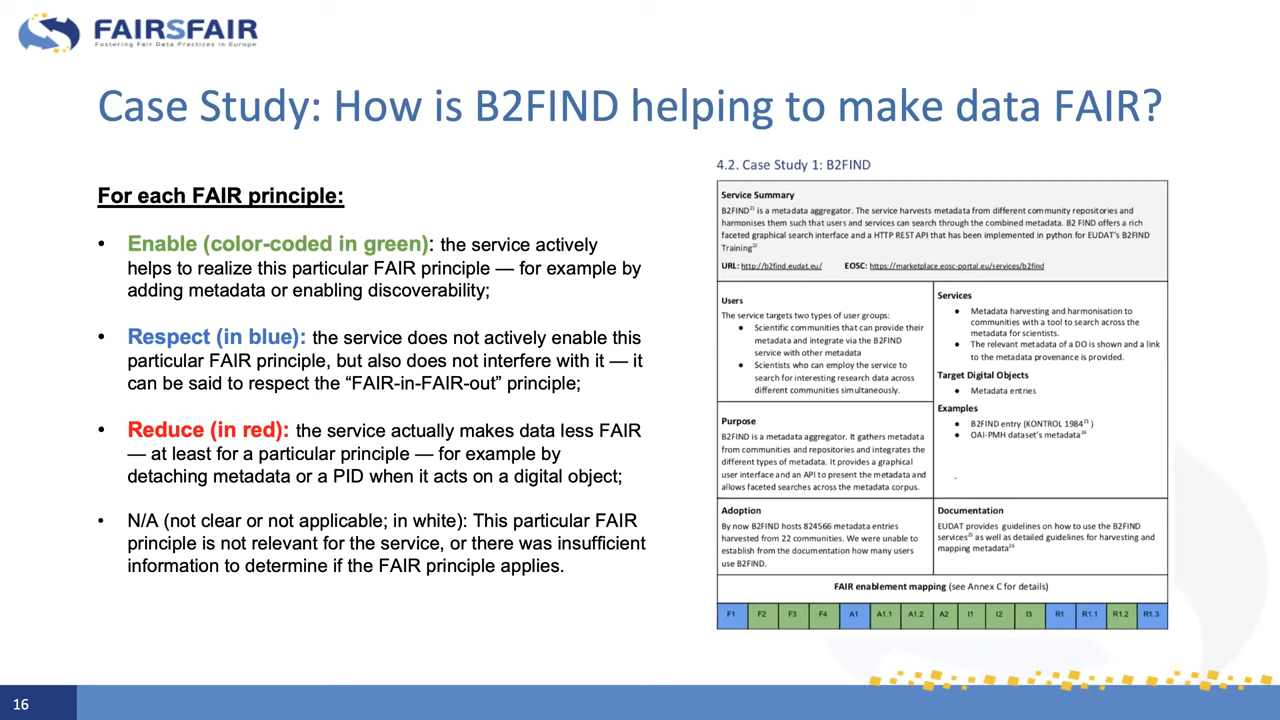 FAIRSFAIR
Fostering Fair Data Practices in Europe
Case Study: How is B2FIND helping to make data FAIR?
For each FAIR principle:
• Enable (color-coded in green): the service actively
helps to realize this particular FAIR principle — for example by
adding metadata or enabling discoverability;
• Respect (in blue): the service does not actively enable this
particular FAIR principle, but also does not interfere with it — it
can be said to respect the “FAIR-in-FAIR-out” principle;
• Reduce (in red): the service actually makes data less FAIR
— at least for a particular principle — for example by
detaching metadata or a PID when it acts on a digital object;
• N/A (not clear or not applicable; in white): This particular FAIR
principle is not relevant for the service, or there was insufficient
information to determine if the FAIR principle applies.
4.2. Case Study 1: B2FIND
Service Summary
B2FIND21 is a metadata aggregator. The service harvests metadata from different community repositories and
harmonises them such that users and services can search through the combined metadata. B2 FIND offers a rich
faceted graphical search interface and a HTTP REST API that has been implemented in python for EUDAT's B2FIND
Training22
URL: http://b2find.eudat.eu/ EOSC: https://marketplace.eosc-portal.eu/services/b2find
Users
The service targets two types of user groups:
● Scientific communities that can provide their
metadata and integrate via the B2FIND
service with other metadata
● Scientists who can employ the service to
search for interesting research data across
different communities simultaneously.
Purpose
B2FIND is a metadata aggregator. It gathers metadata
from communities and repositories and integrates the
different types of metadata. It provides a graphical
user interface and an API to present the metadata and
allows faceted searches across the metadata corpus.
Adoption
By now B2FIND hosts 824566 metadata entries
harvested from 22 communities. We were unable to
establish from the documentation how many users
use B2FIND.
Services
● Metadata harvesting and harmonisation to
communities with a tool to search across the
metadata for scientists.
● The relevant metadata of a DO is shown and a link
to the metadata provenance is provided.
Target Digital Objects
● Metadata entries
Examples
● B2FIND entry (KONTROL 198423 )
● OAI-PMH dataset's metadata24
Documentation
EUDAT provides guidelines on how to use the B2FIND
services25 as well as detailed guidelines for harvesting and
mapping metadata26
FAIR enablement mapping (see Annex C for details)
F1 F2 F3 F4 A1 A1.1 A1.2 A2 I1 I2 I3 R1 R1.1 R1.2 R1.3
16